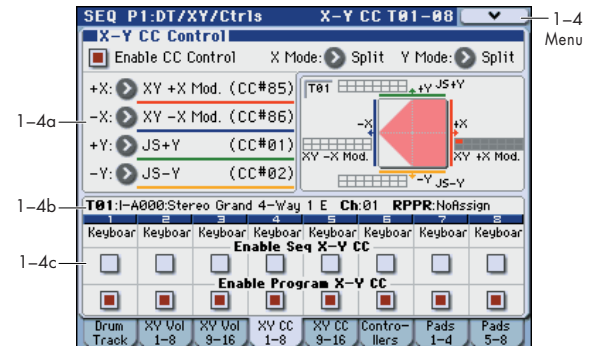 SEQ P1:DT/XY/Ctrls X-Y CC T01-08
1-4
Menu
X-Y CC Control
Enable CC Control X Mode: Split Y Mode: Split
+X: XY +X Mod. (CC#85)
-X: XY -X Mod. (CC#86)
+Y: JS+Y (CC#01)
-Y: JS-Y (CC#02)
T01 +Y JS+Y
-X +X
XY -X Mod. XY +X Mod.
-Y JS-Y
1-4a
1-4b
T01:I-A000:Stereo Grand 4-Way 1 E Ch:01 RPPR:NoAssign
1 2 3 4 5 6 7 8
Keyboar Keyboar Keyboar Keyboar Keyboar Keyboar Keyboar Keyboar
Enable Seq X-Y CC
1-4c
Enable Program X-Y CC
Drum Track XY Vol 1-8 XY Vol 9-16 XY CC 1-8 XY CC 9-16 Contro-llers Pads 1-4 Pads 5-8